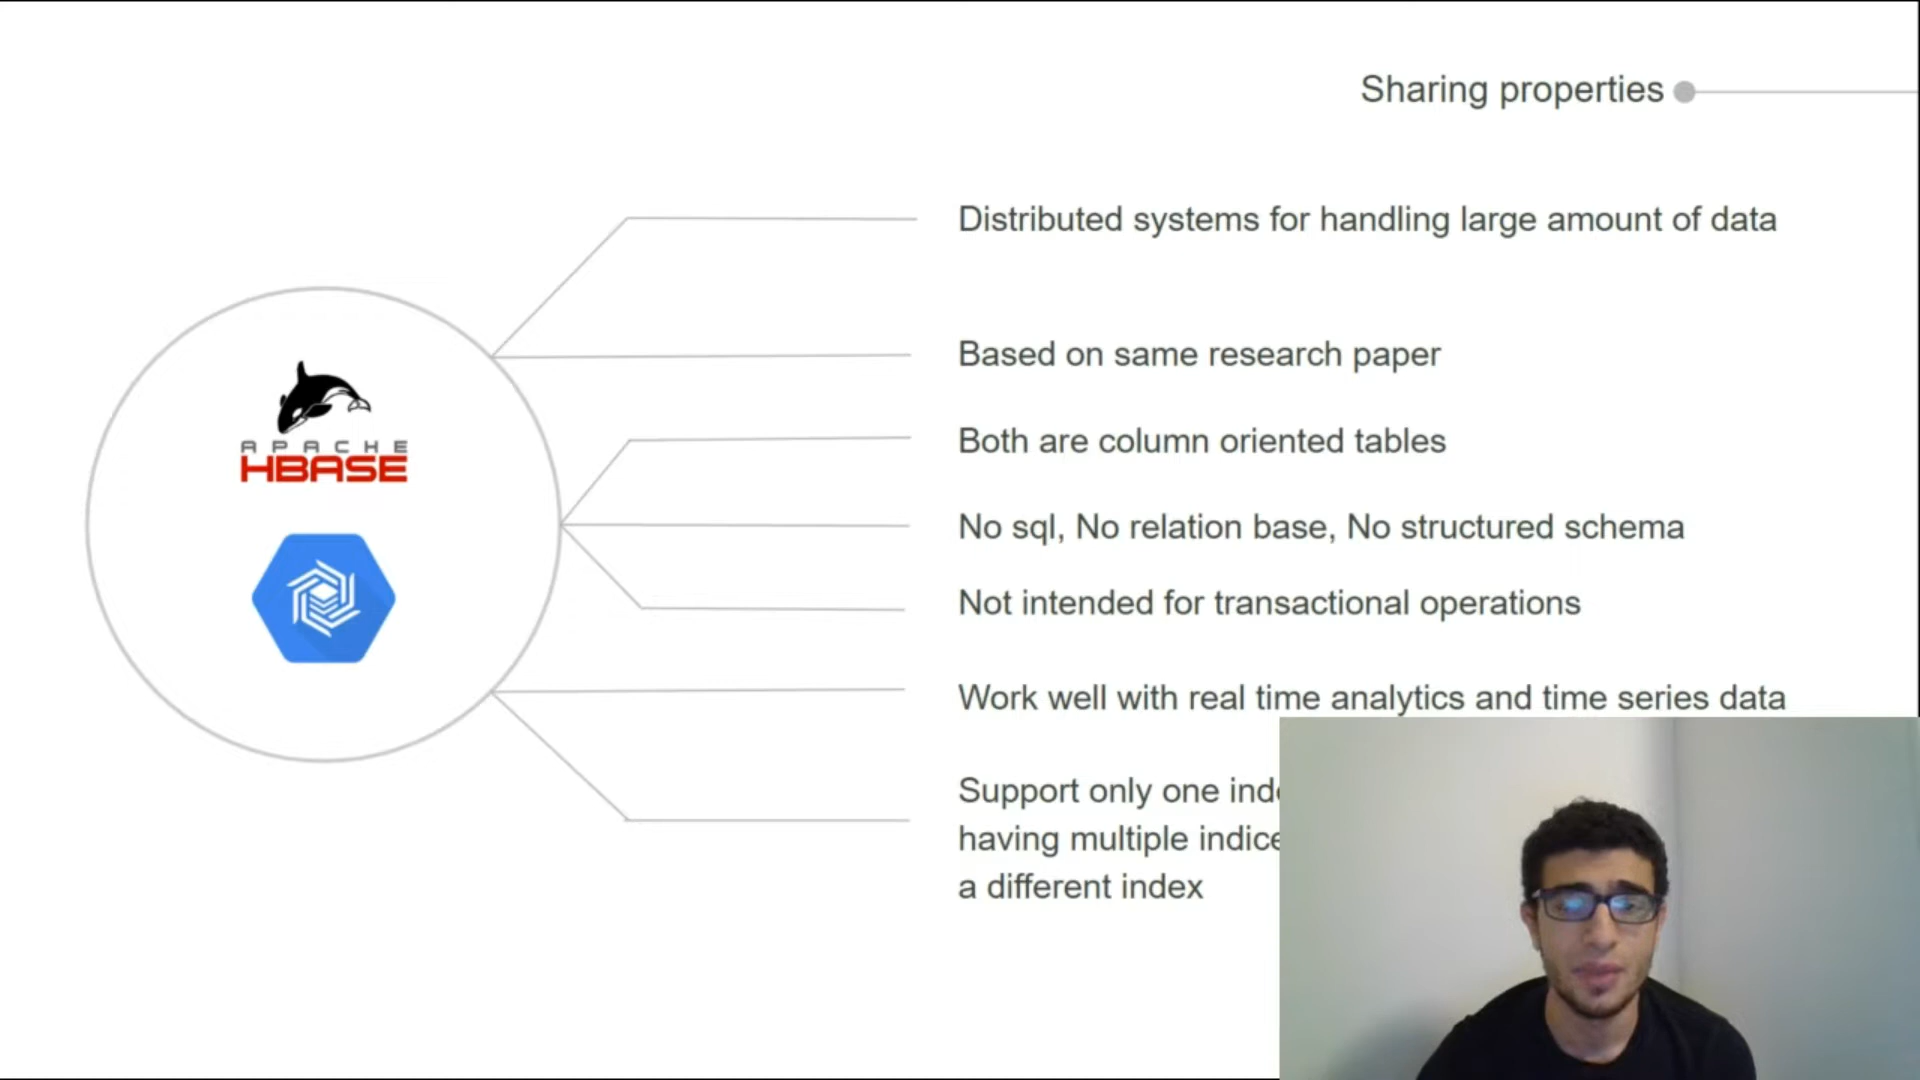 Sharing properties
Distributed systems for handling large amount of data
Based on same research paper
Both are column oriented tables
No sql, No relation base, No structured schema
Not intended for transactional operations
Work well with real time analytics and time series data
Support only one
having multiple
a different index
APACHE
HBASE